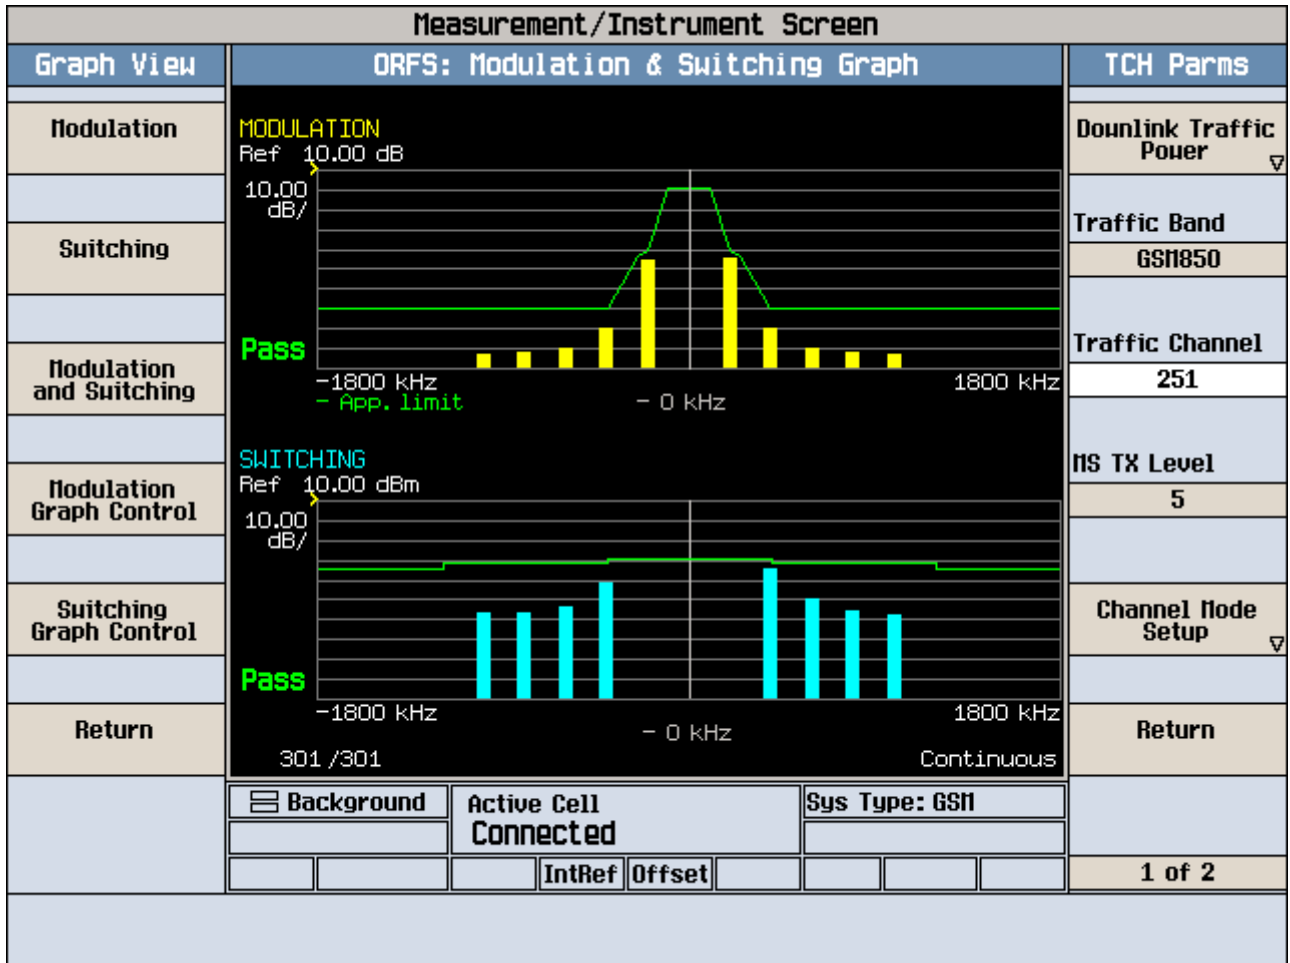 Measurement/Instrument Screen
Graph View
ORFS: Modulation & Switching Graph
TCH Parms
Modulation
Switching
Modulation
and Switching
Modulation
Graph Control
Switching
Graph Control
Return
MODULATION
Ref 10.00 dB
10.00
dB/
Pass
-1800 kHz
1800 kHz
- App. limit
- 0 kHz
SWITCHING
Ref 10.00 dBm
10.00
dB/
Pass
-1800 kHz
1800 kHz
- 0 kHz
301 /301
Continuous
Downlink Traffic
Power
Traffic Band
GSM850
Traffic Channel
251
MS TX Level
5
Channel Mode
Setup
Return
1 of 2
Background
Active Cell
Connected
Sys Type: GSM
IntRef
Offset